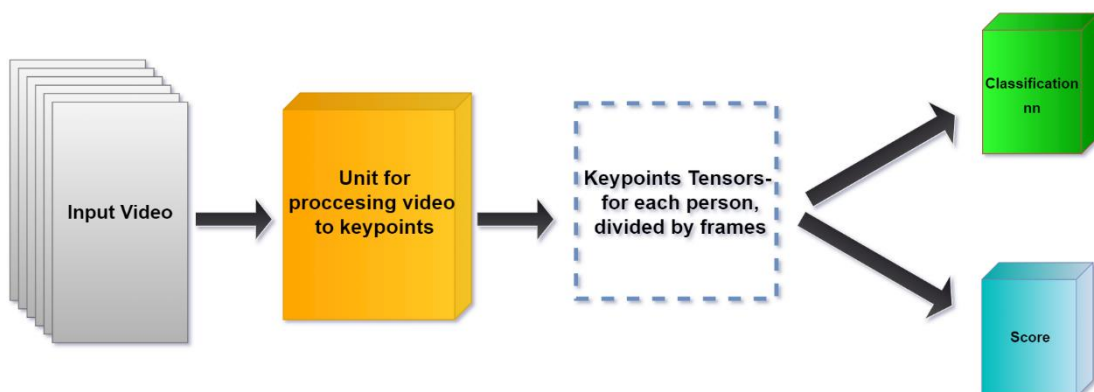 Input Video
Unit for
proccesing video
to keypoints
Keypoints Tensors-
for each person,
divided by frames
Classification
nn
Score